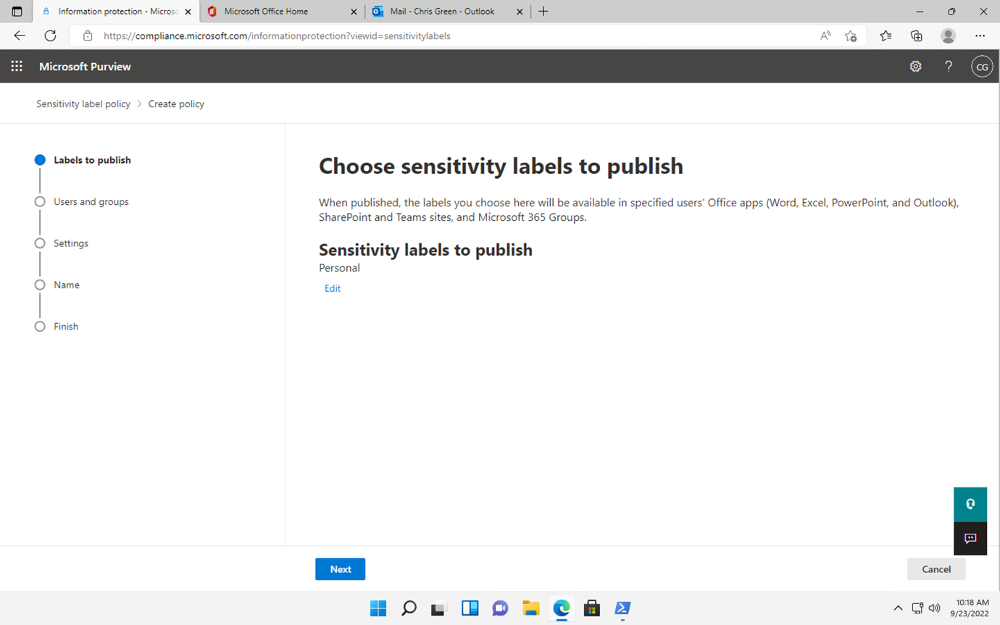 Information protection - Microso
Microsoft Office Home
Mail - Chris Green - Outlook
https://compliance.microsoft.com/informationprotection?viewid=sensitivitylabels
Microsoft Purview
?
CG
Sensitivity label policy > Create policy
Labels to publish
Users and groups
Settings
Name
Finish
Choose sensitivity labels to publish
When published, the labels you choose here will be available in specified users' Office apps (Word, Excel, PowerPoint, and Outlook),
SharePoint and Teams sites, and Microsoft 365 Groups.
Sensitivity labels to publish
Personal
Edit
Next
Cancel
10:18 AM
9/23/2022